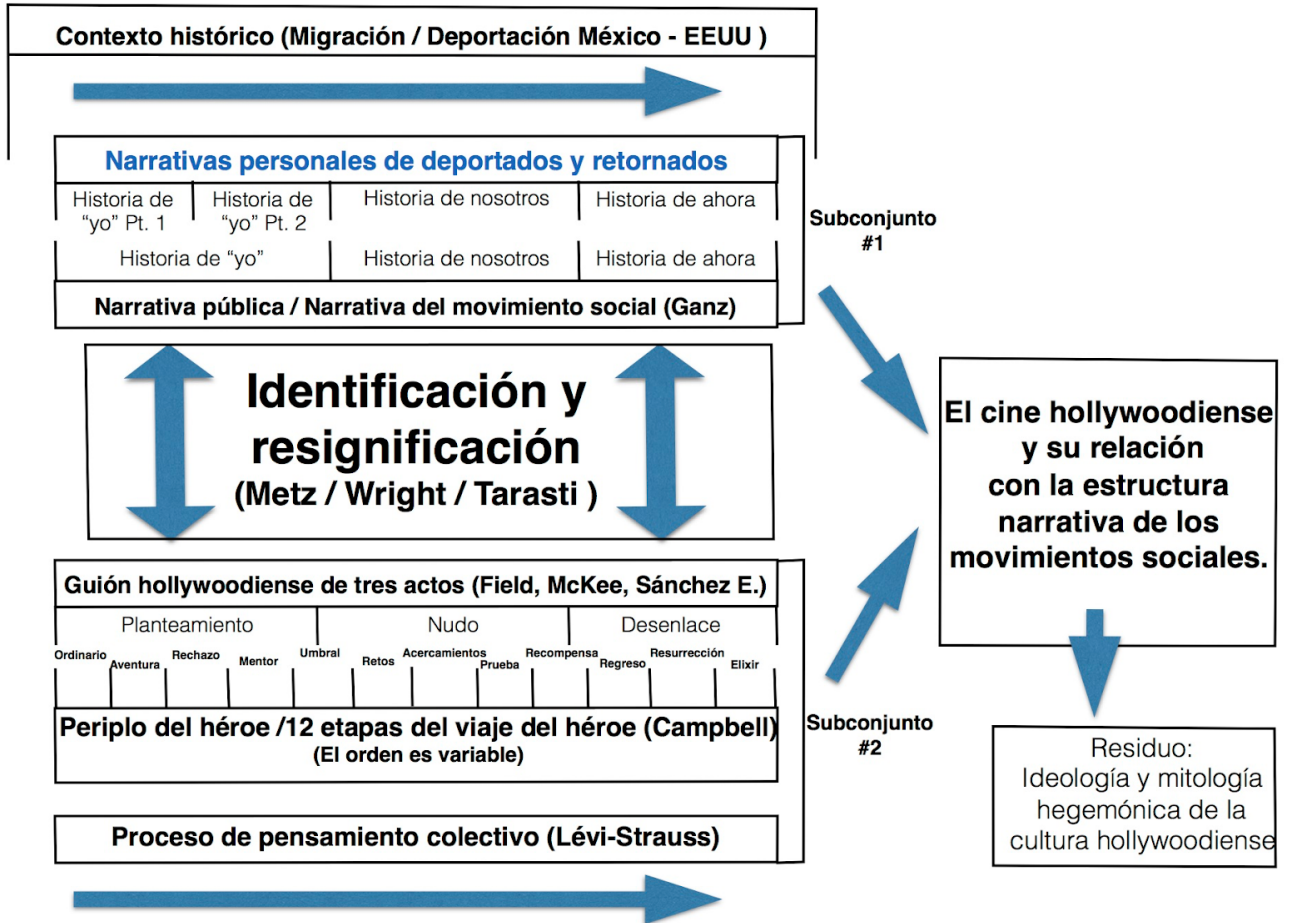 Contexto histórico (Migración / Deportación México - EEUU )
Narrativas personales de deportados y retornados
Historia de
“yo” Pt. 1
Historia de
“yo” Pt. 2
Historia de nosotros
Historia de ahora
Historia de “yo”
Historia de nosotros
Historia de ahora
Narrativa pública / Narrativa del movimiento social (Ganz)
Subconjunto
#1
Identificación y
resignificación
(Metz / Wright / Tarasti )
Guión hollywoodiense de tres actos (Field, McKee, Sánchez E.)
Planteamiento
Nudo
Desenlace
Ordinario
Aventura
Rechazo
Mentor
Umbral
Retos
Acercamientos
Prueba
Recompensa
Regreso
Resurrección
Elixir
Periplo del héroe /12 etapas del viaje del héroe (Campbell)
(El orden es variable)
Subconjunto
#2
Proceso de pensamiento colectivo (Lévi-Strauss)
El cine hollywoodiense
y su relación
con la estructura
narrativa de los
movimientos sociales.
Residuo:
Ideología y mitología
hegemónica de la
cultura hollywoodiense